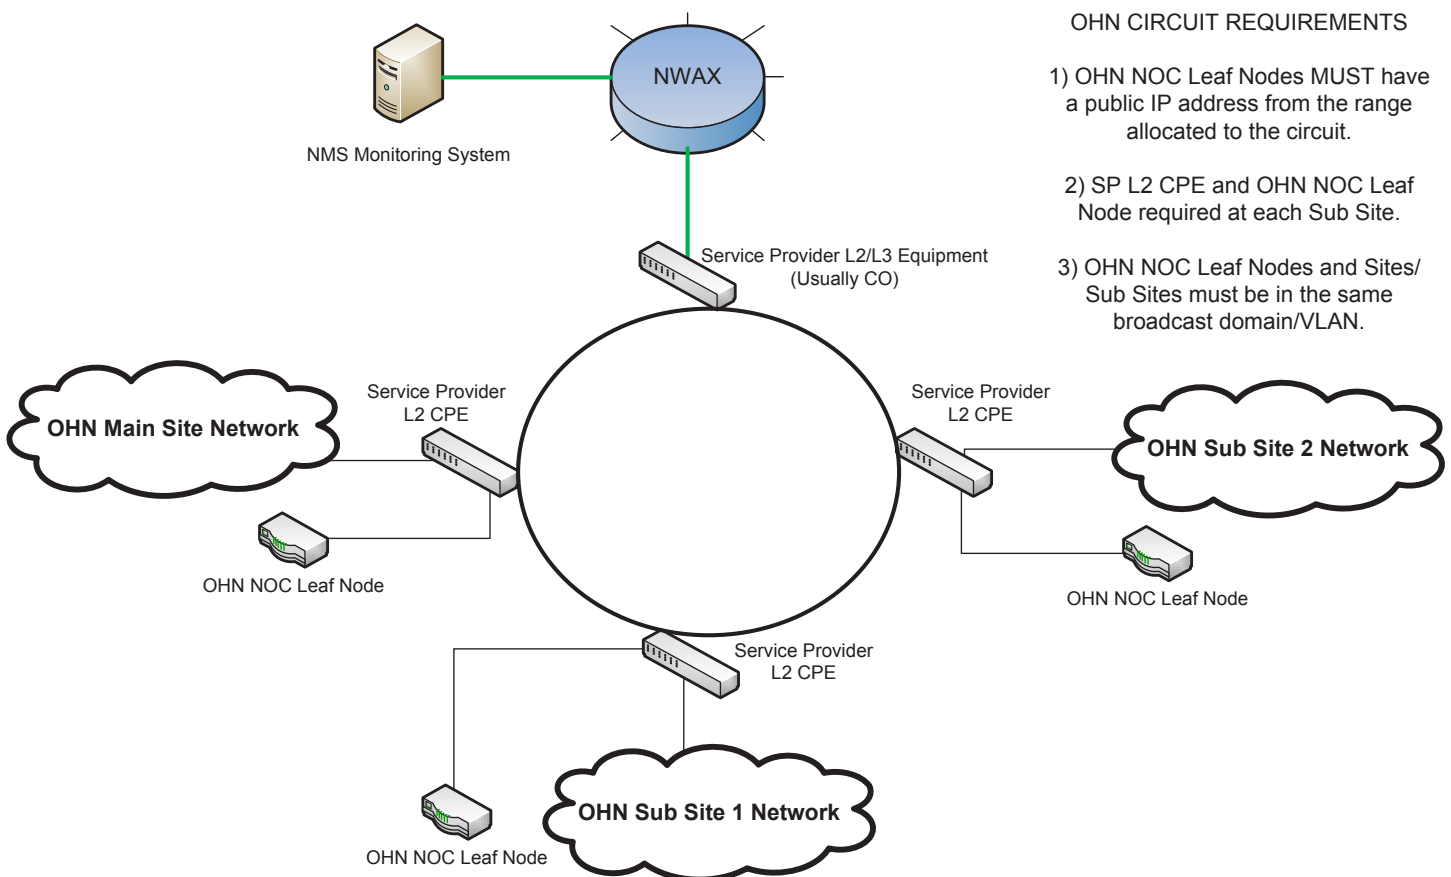 OHN CIRCUIT REQUIREMENTS
1) OHN NOC Leaf Nodes MUST have
a public IP address from the range
allocated to the circuit.
2) SP L2 CPE and OHN NOC Leaf
Node required at each Sub Site.
3) OHN NOC Leaf Nodes and Sites/
Sub Sites must be in the same
broadcast domain/VLAN.
NWAX
NMS Monitoring System
Service Provider L2/L3 Equipment
(Usually CO)
Service Provider
L2 CPE
OHN Main Site Network
OHN NOC Leaf Node
Service Provider
L2 CPE
OHN Sub Site 2 Network
OHN NOC Leaf Node
Service Provider
L2 CPE
OHN Sub Site 1 Network
OHN NOC Leaf Node